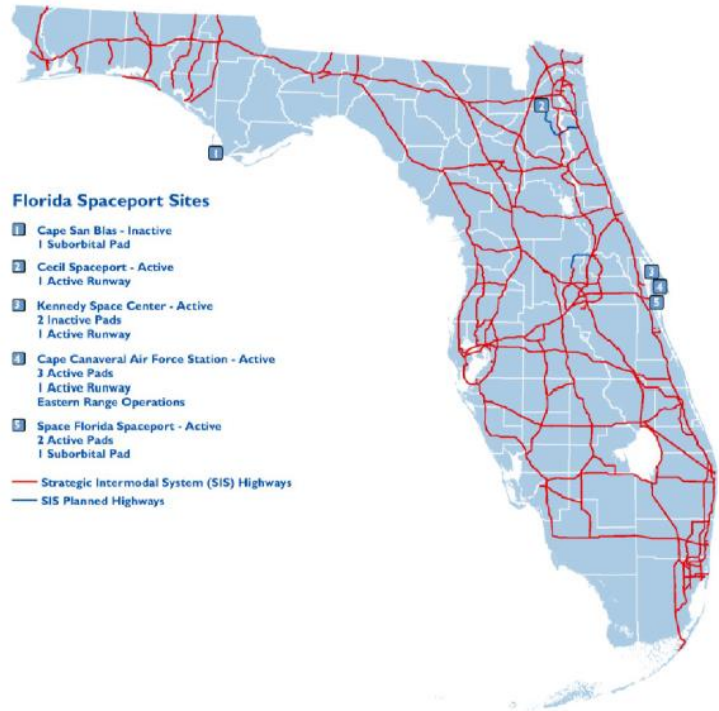 1
2
3
4
5
Florida Spaceport Sites
1 Cape San Blas - Inactive
1 Suborbital Pad
2 Cecil Spaceport - Active
1 Active Runway
3 Kennedy Space Center - Active
2 Inactive Pads
1 Active Runway
4 Cape Canaveral Air Force Station - Active
3 Active Pads
1 Active Runway
Eastern Range Operations
5 Space Florida Spaceport - Active
2 Active Pads
1 Suborbital Pad
Strategic Intermodal System (SIS) Highways
SIS Planned Highways